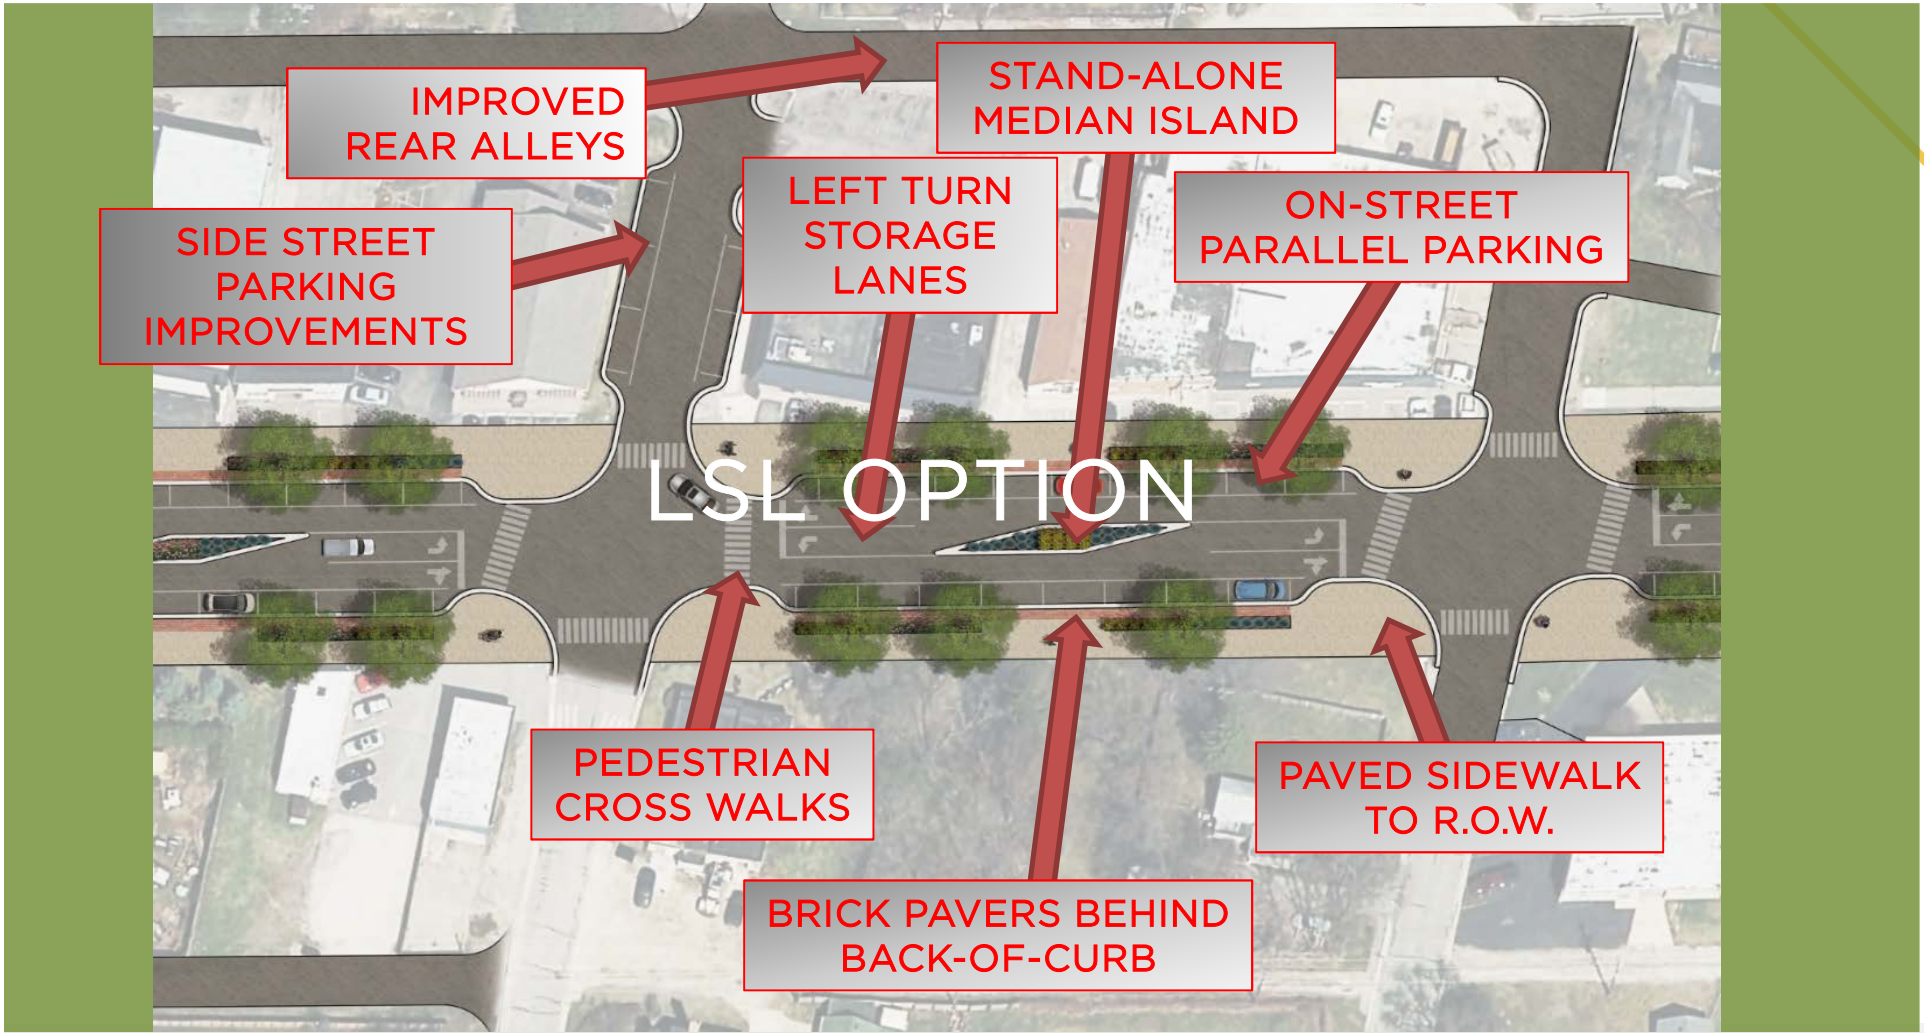 IMPROVED
REAR ALLEYS
STAND-ALONE
MEDIAN ISLAND
SIDE STREET
PARKING
IMPROVEMENTS
LEFT TURN
STORAGE
LANES
ON-STREET
PARALLEL PARKING
LSL OPTION
PEDESTRIAN
CROSS WALKS
PAVED SIDEWALK
TO R.O.W.
BRICK PAVERS BEHIND
BACK-OF-CURB